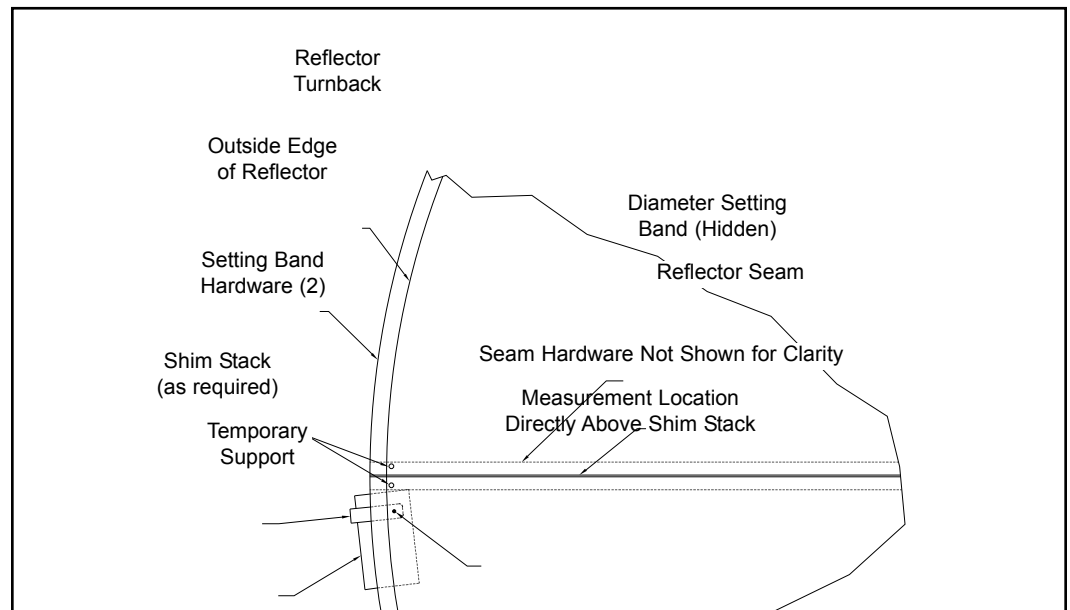 Reflector
Turnback
Outside Edge
of Reflector
Diameter Setting
Band (Hidden)
Setting Band
Hardware (2)
Reflector Seam
Seam Hardware Not Shown for Clarity
Shim Stack
(as required)
Measurement Location
Directly Above Shim Stack
Temporary
Support